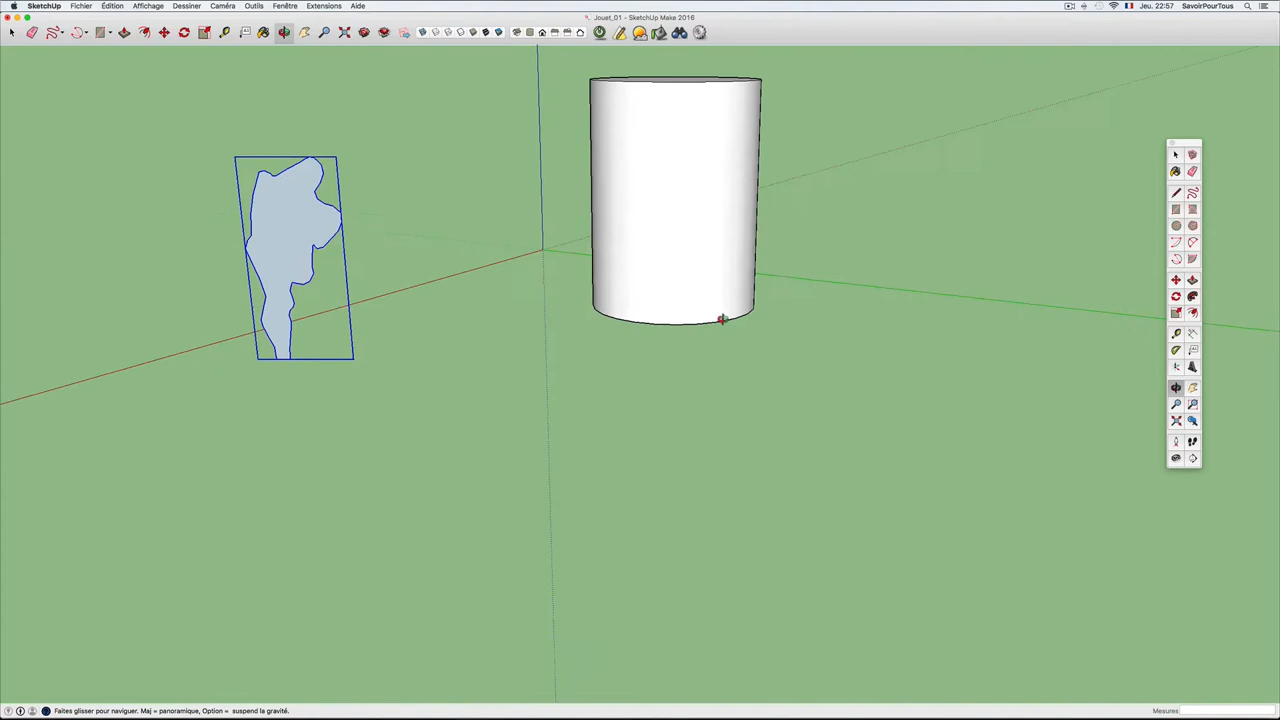 SketchUp Fichier Édition Affichage Dessiner Caméra Outils Fenêtre Extensions Aide Jeu. 22:57 SavoirPourTous
Jouet_01 - SketchUp Make 2016
Faites glisser pour naviguer. Maj = panoramique, Option = suspend la gravité. Mesures